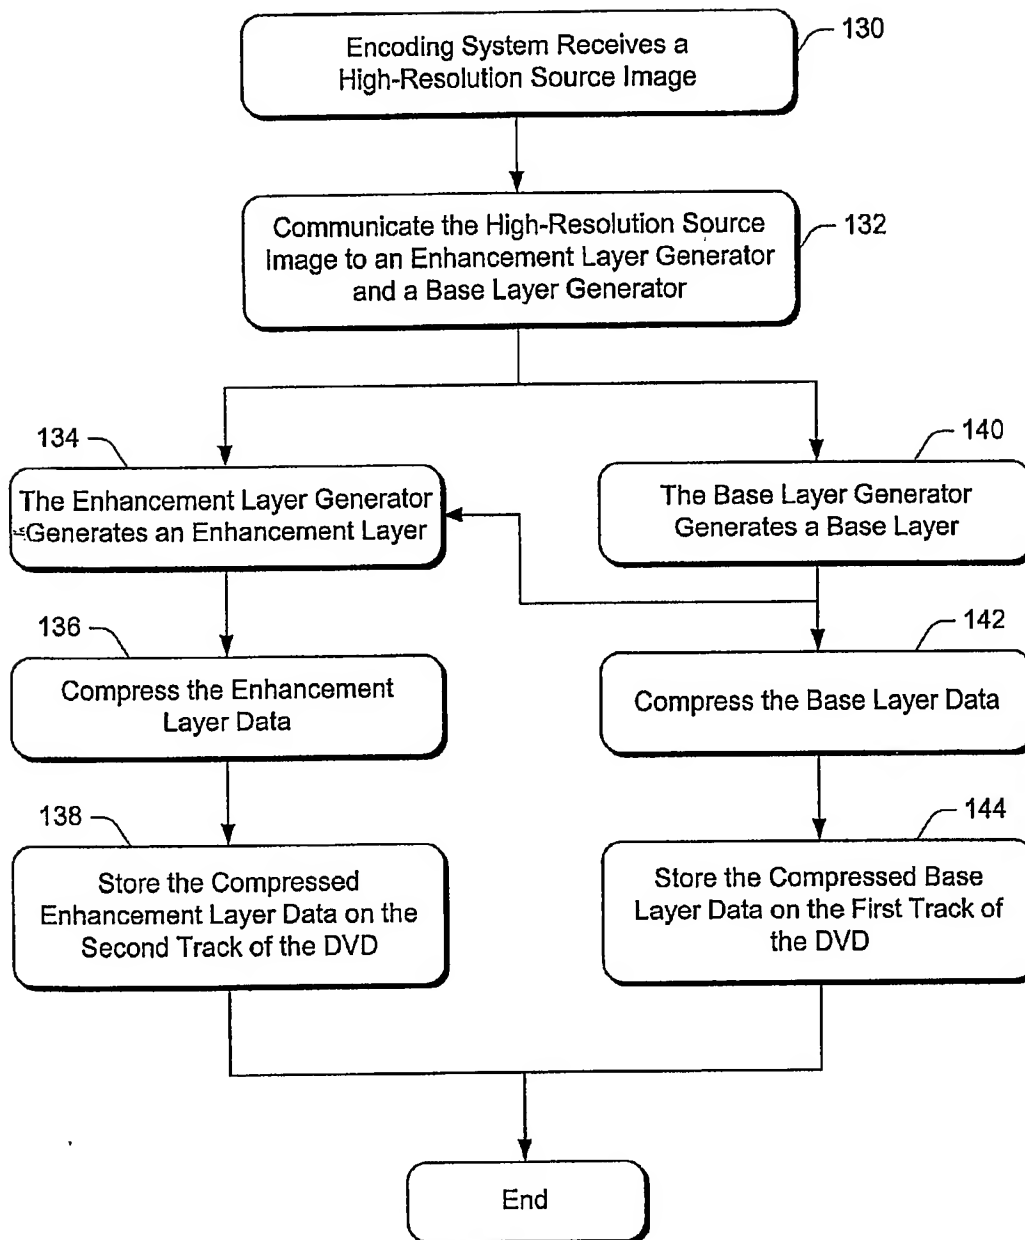 Encoding System Receives a
High-Resolution Source Image
130
Communicate the High-Resolution Source
Image to an Enhancement Layer Generator
and a Base Layer Generator
132
134
The Enhancement Layer Generator
Generates an Enhancement Layer
140
The Base Layer Generator
Generates a Base Layer
136
Compress the Enhancement
Layer Data
142
Compress the Base Layer Data
138
Store the Compressed
Enhancement Layer Data on the
Second Track of the DVD
144
Store the Compressed Base
Layer Data on the First Track of
the DVD
End